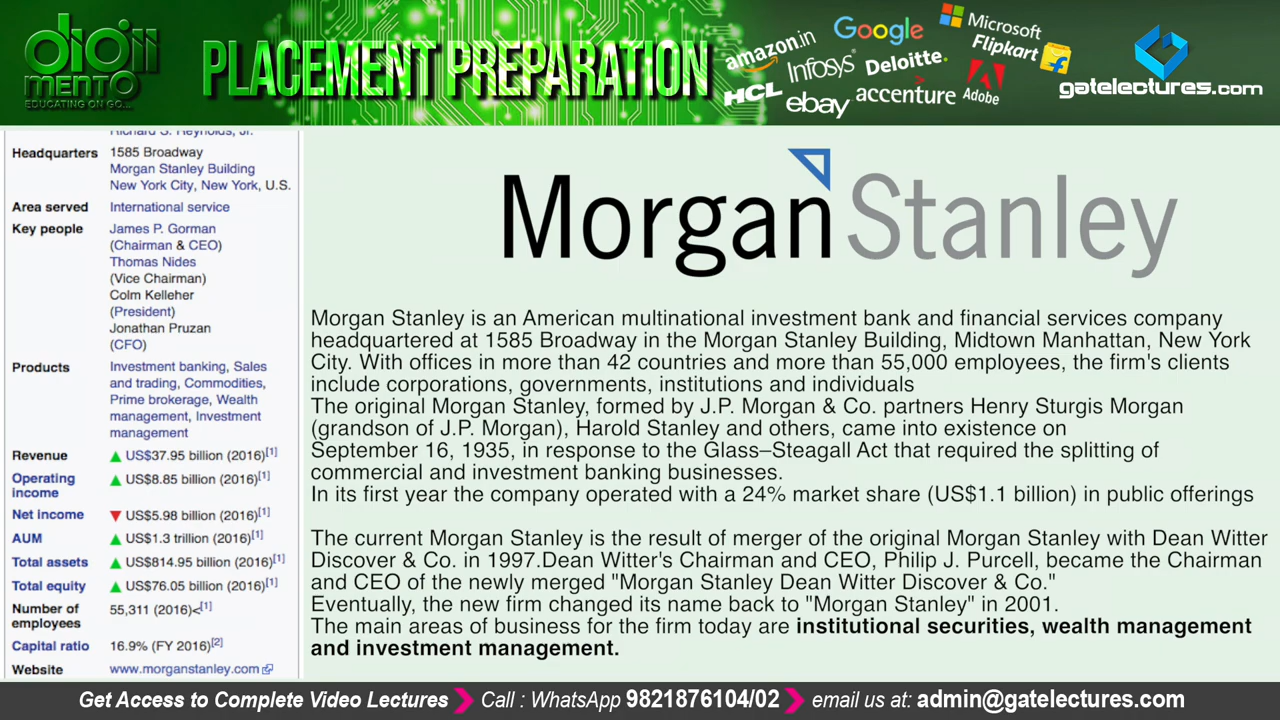 digii
MENTO
EDUCATING ON GO...
PLACEMENT PREPARATION
amazon.in
Google
Microsoft
Infosys
Deloitte.
Flipkart
HCL
ebay
accenture
Adobe
gatelectures.com
Richard S. Reynolds, Jr.
Headquarters 1585 Broadway
Morgan Stanley Building
New York City, New York, U.S.
Area served International service
Key people James P. Gorman
(Chairman & CEO)
Thomas Nides
(Vice Chairman)
Colm Kelleher
(President)
Jonathan Pruzan
(CFO)
Products Investment banking, Sales
and trading, Commodities,
Prime brokerage, Wealth
management, Investment
management
Revenue ▲ US$37.95 billion (2016)[1]
Operating ▲ US$8.85 billion (2016)[1]
income
Net income ▼ US$5.98 billion (2016)[1]
AUM ▲ US$1.3 trillion (2016)[1]
Total assets ▲ US$814.95 billion (2016)[1]
Total equity ▲ US$76.05 billion (2016)[1]
Number of 55,311 (2016)<[1]
employees
Capital ratio 16.9% (FY 2016)[2]
Website www.morganstanley.com
Morgan Stanley
Morgan Stanley is an American multinational investment bank and financial services company
headquartered at 1585 Broadway in the Morgan Stanley Building, Midtown Manhattan, New York
City. With offices in more than 42 countries and more than 55,000 employees, the firm's clients
include corporations, governments, institutions and individuals
The original Morgan Stanley, formed by J.P. Morgan & Co. partners Henry Sturgis Morgan
(grandson of J.P. Morgan), Harold Stanley and others, came into existence on
September 16, 1935, in response to the Glass–Steagall Act that required the splitting of
commercial and investment banking businesses.
In its first year the company operated with a 24% market share (US$1.1 billion) in public offerings
The current Morgan Stanley is the result of merger of the original Morgan Stanley with Dean Witter
Discover & Co. in 1997.Dean Witter's Chairman and CEO, Philip J. Purcell, became the Chairman
and CEO of the newly merged "Morgan Stanley Dean Witter Discover & Co."
Eventually, the new firm changed its name back to "Morgan Stanley" in 2001.
The main areas of business for the firm today are institutional securities, wealth management
and investment management.
Get Access to Complete Video Lectures Call : WhatsApp 9821876104/02 email us at: admin@gatelectures.com